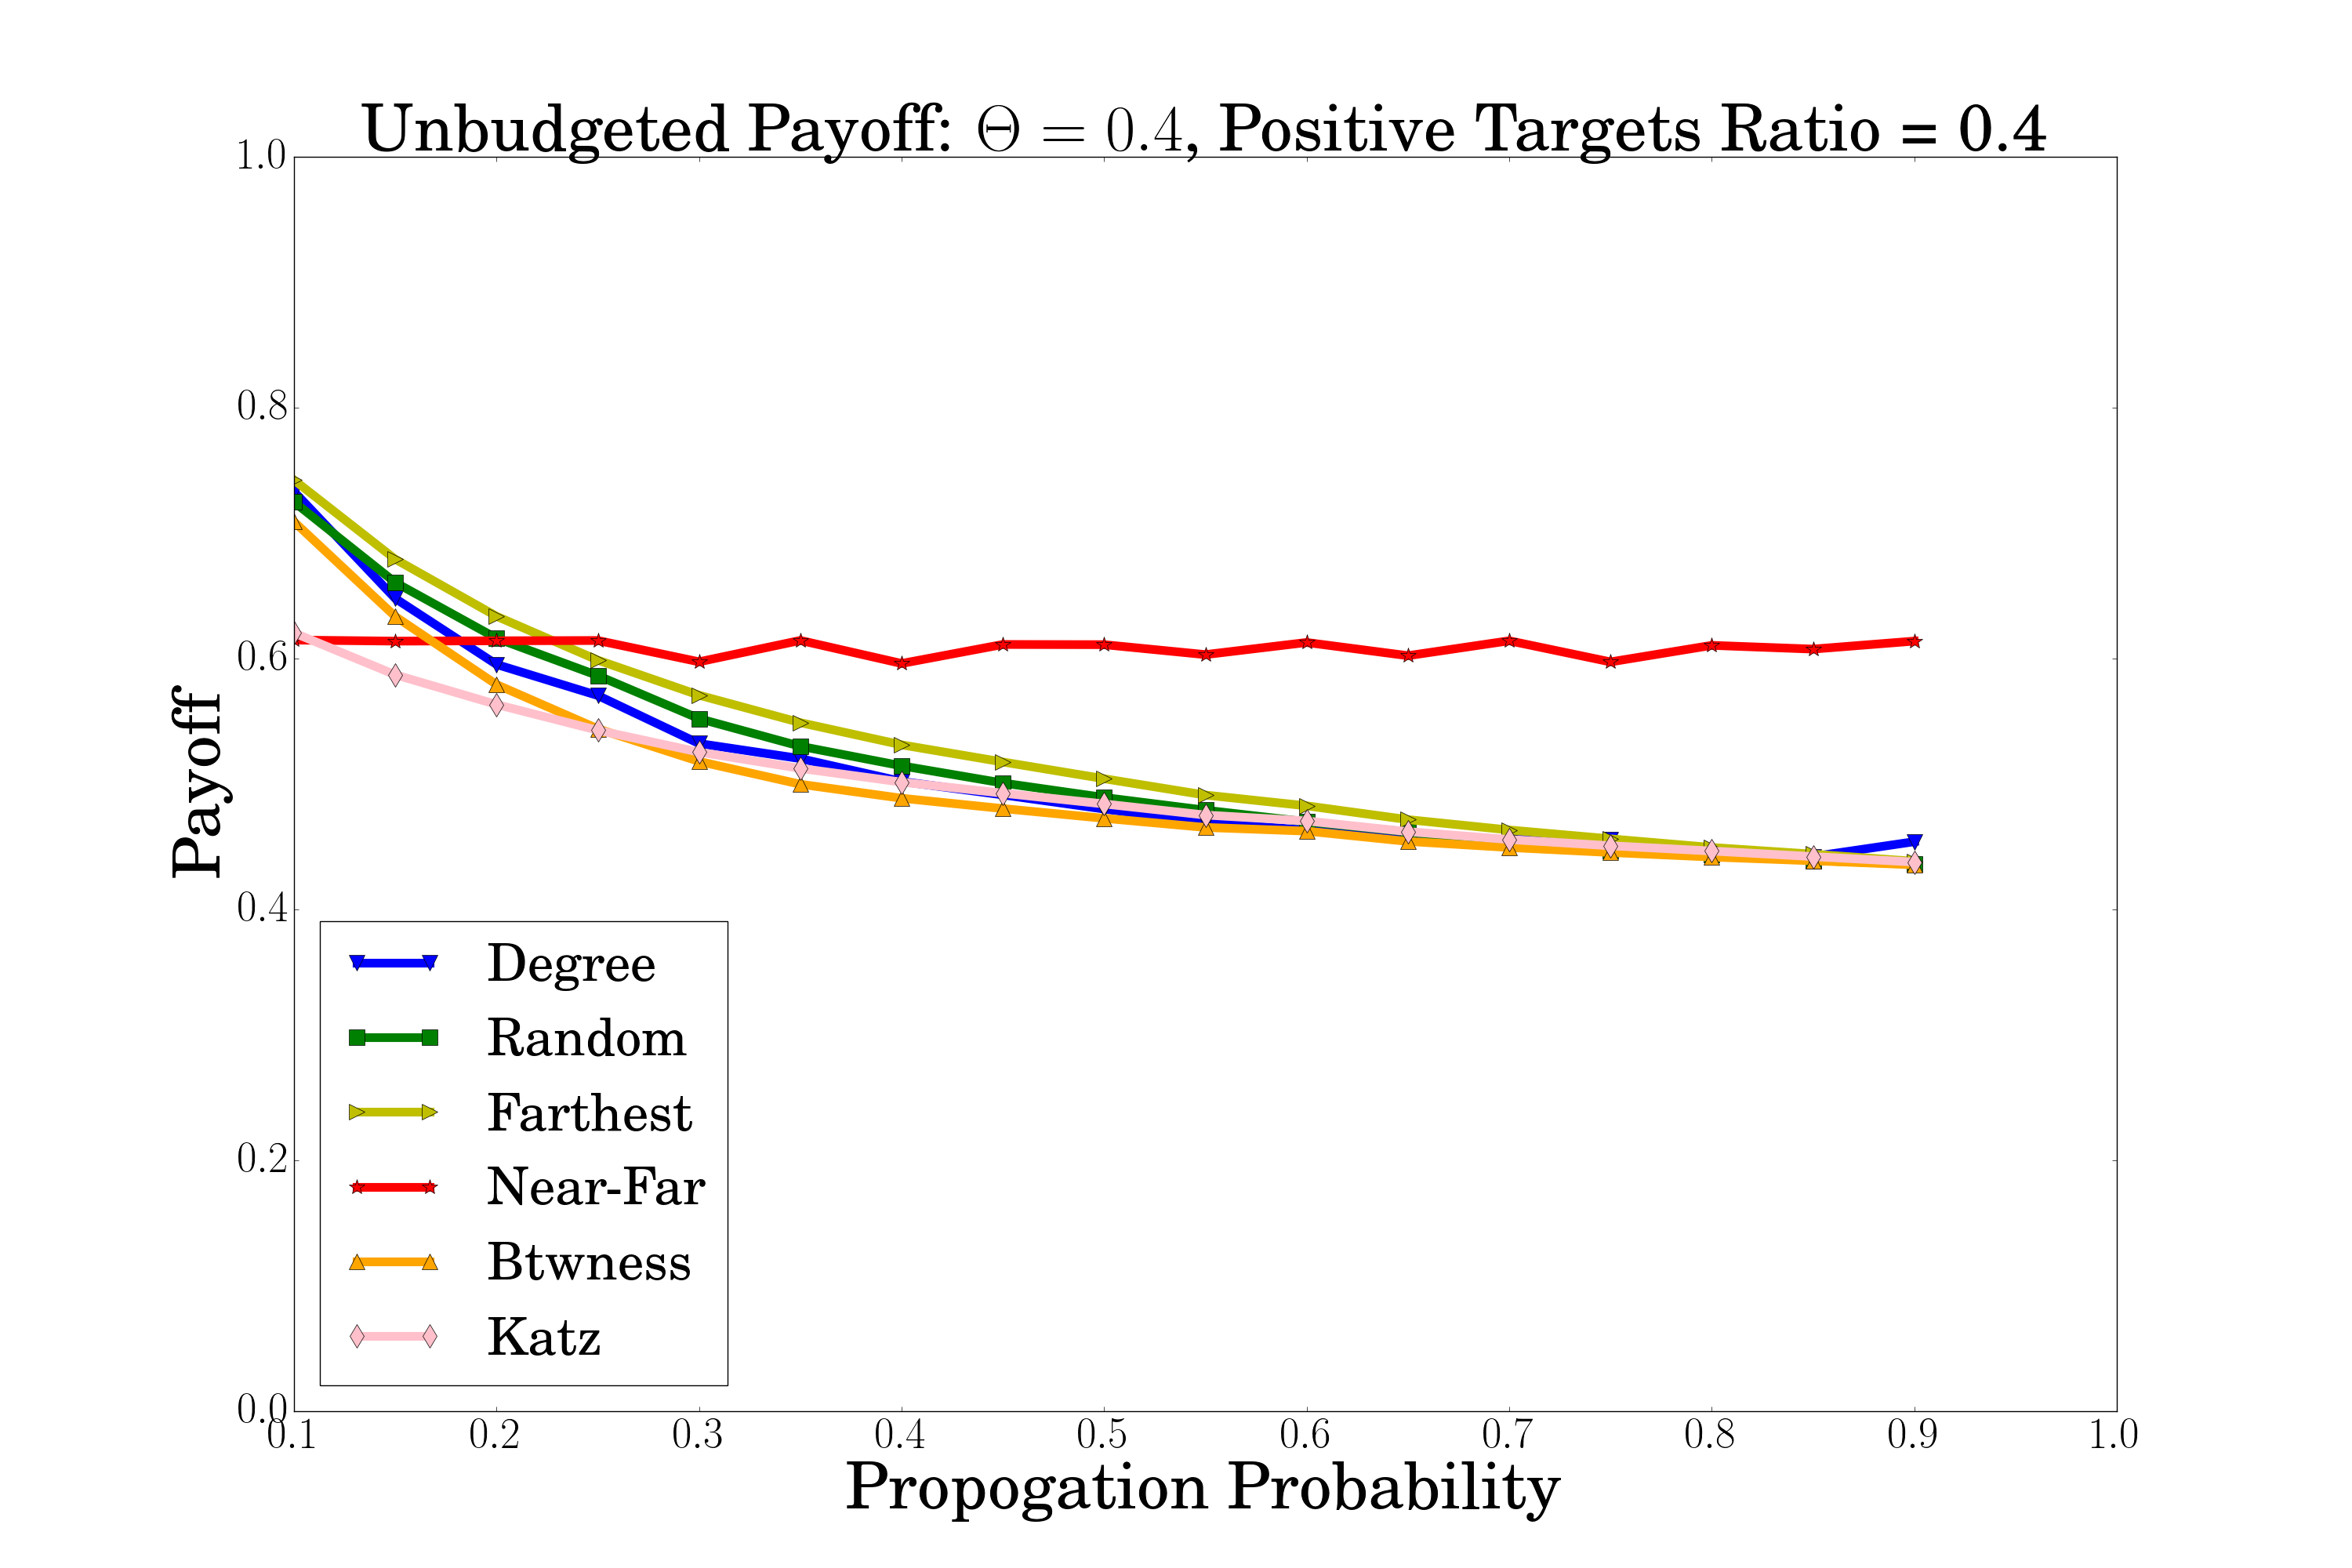 Unbudgeted Payoff: Θ = 0.4, Positive Targets Ratio = 0.4
1.0
0.8
0.6
0.4
0.2
0.0
Payoff
Degree
Random
Farthest
Near-Far
Btwness
Katz
0.1 0.2 0.3 0.4 0.5 0.6 0.7 0.8 0.9 1.0
Propogation Probability